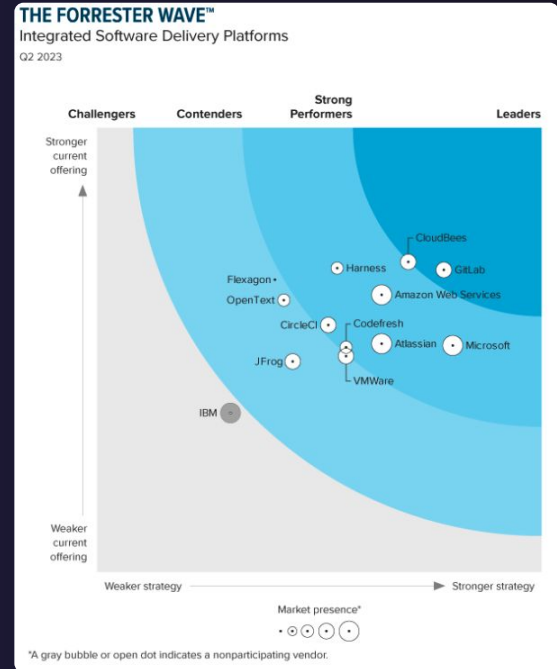 THE FORRESTER WAVE™
Integrated Software Delivery Platforms
Q2 2023
Challengers
Contenders
Strong
Performers
Leaders
Stronger
current
offering
CloudBees
Harness
GitLab
Flexagon
Amazon Web Services
OpenText
CircleCI
Codefresh
Atlassian
Microsoft
JFrog
VMWare
IBM
Weaker
current
offering
Weaker strategy
Stronger strategy
Market presence*
*A gray bubble or open dot indicates a nonparticipating vendor.